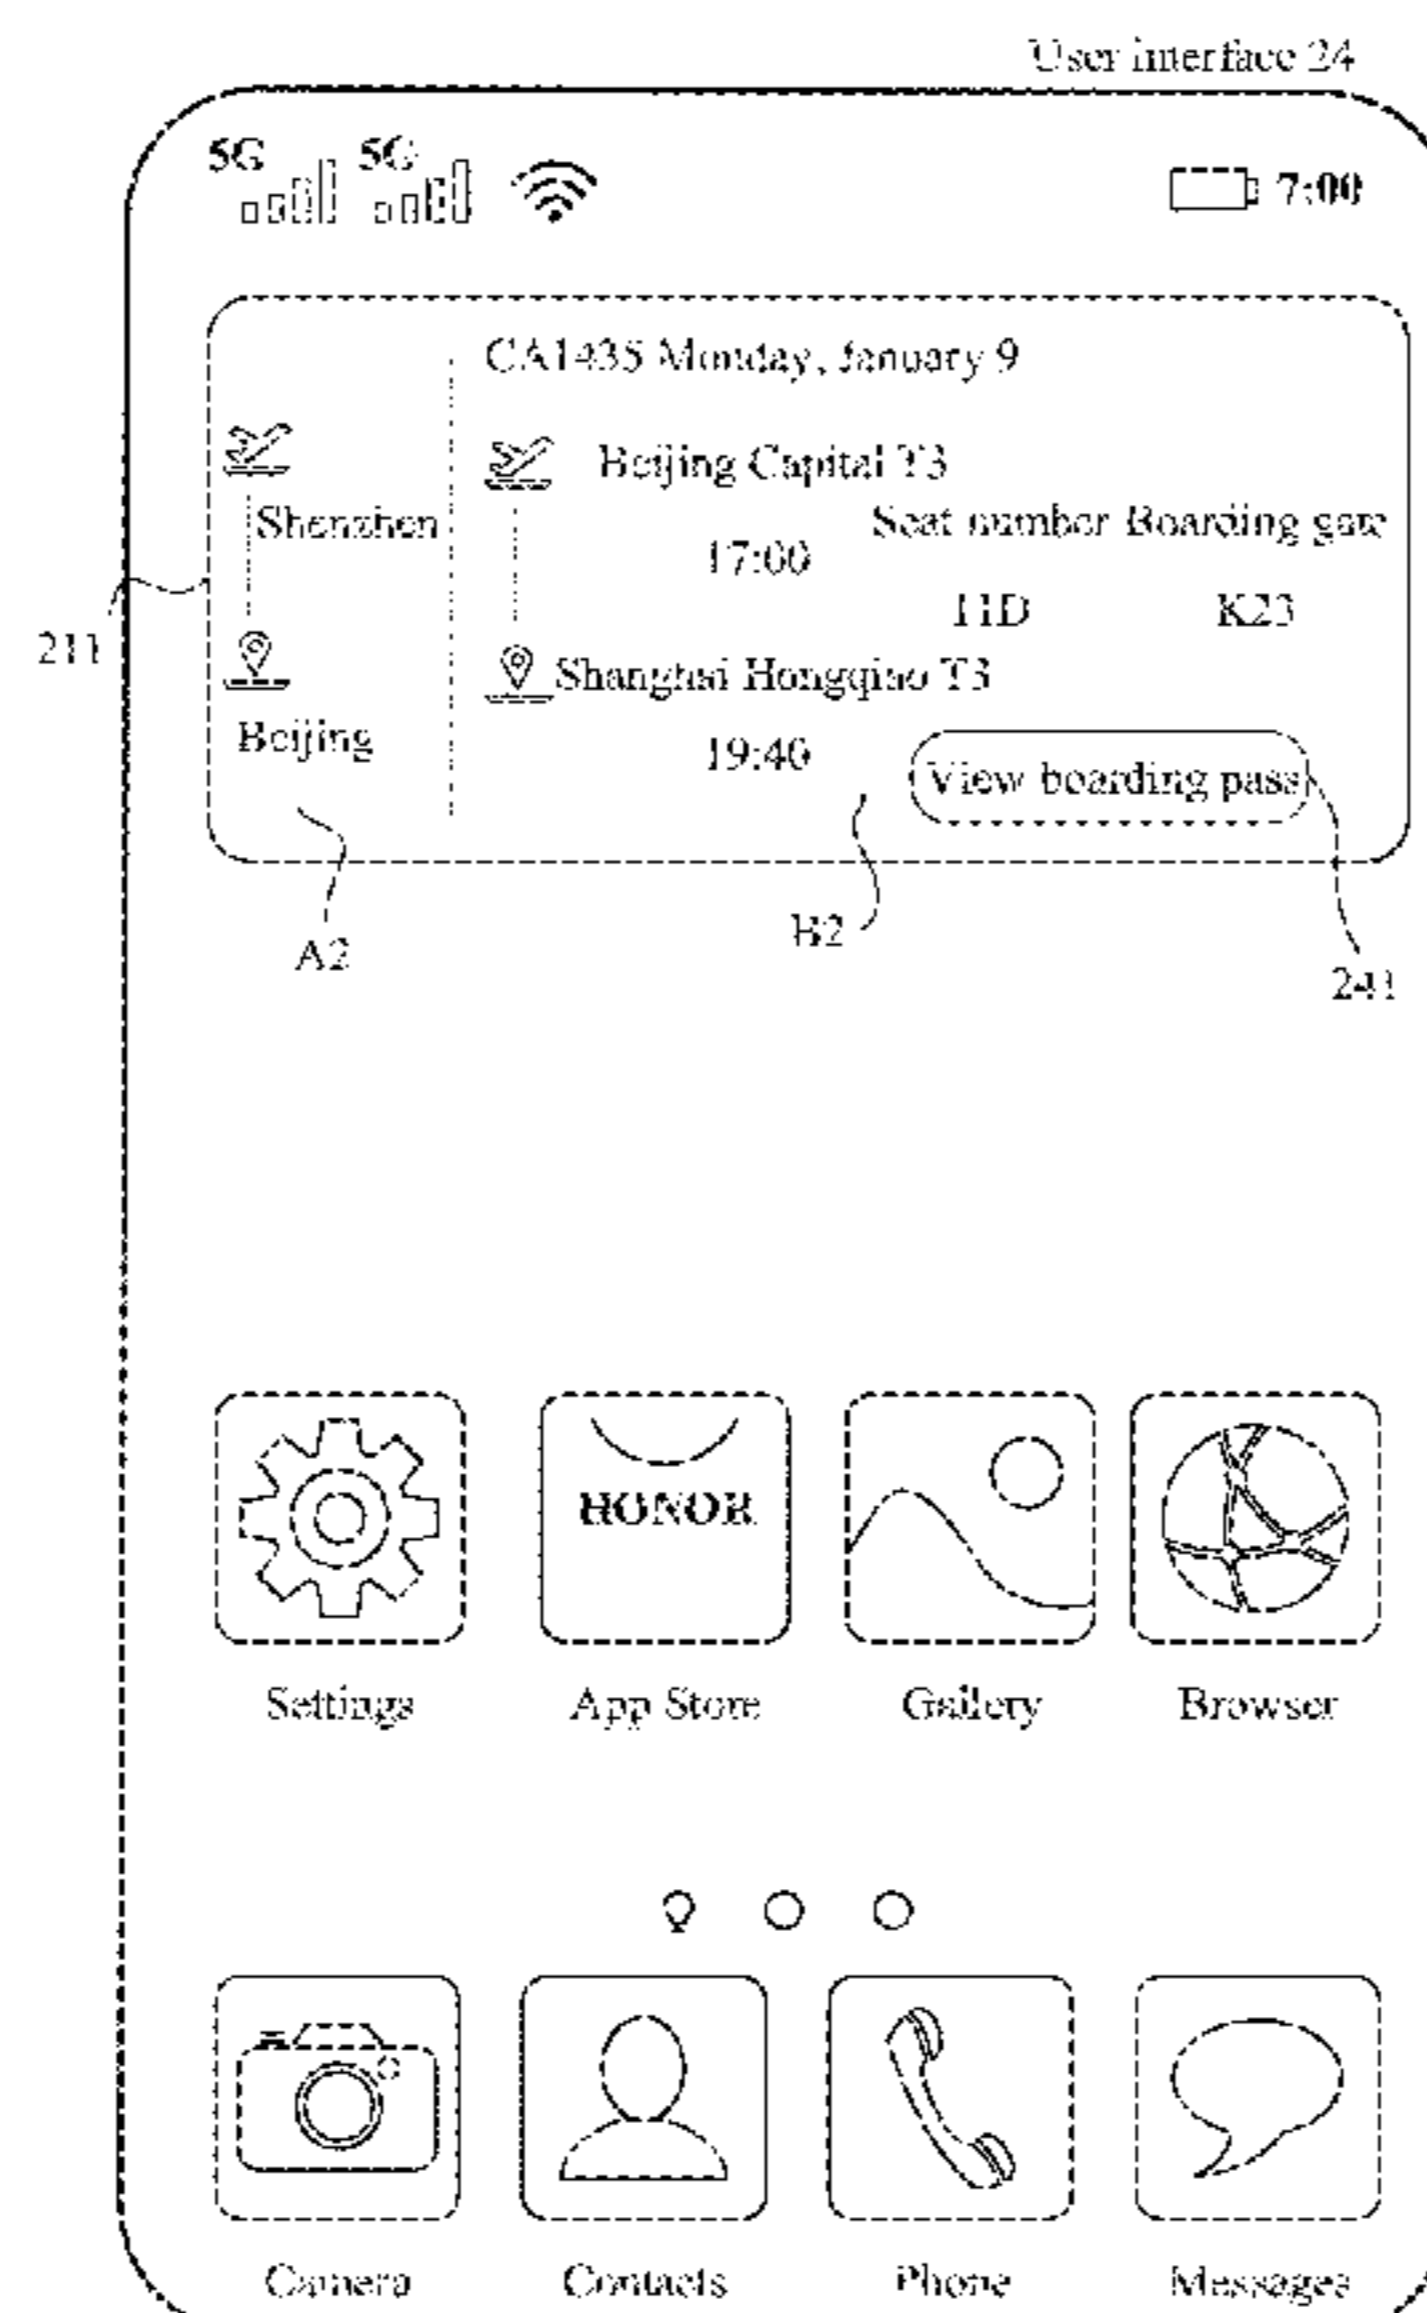 User interface 24
5G 5G 7:00
CA1435 Monday, January 9
Beijing Capital T3
Shenzhen
Seat number Boarding gate
17:00
11D K23
211
Shanghai Hongqiao T3
Beijing
19:40
View boarding pass
A2
B2
241
HONOR
Settings App Store Gallery Browser
Camera Contacts Phone Messages